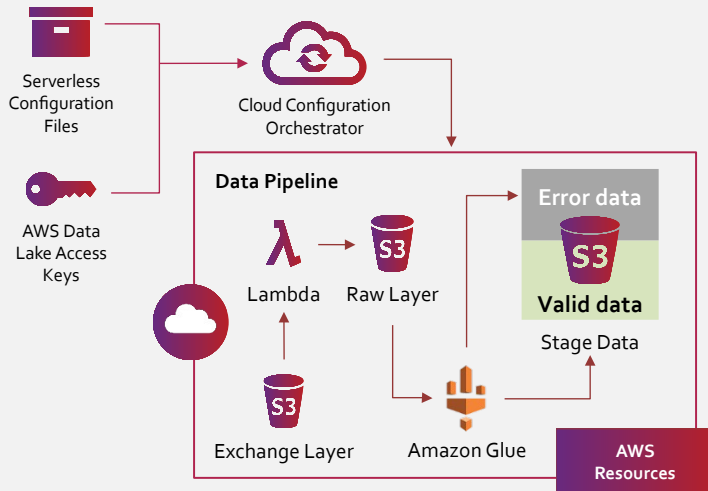 Serverless
Configuration
Files
Cloud Configuration
Orchestrator
AWS Data
Lake Access
Keys
Data Pipeline
Error data
S3
Valid data
Stage Data
λ
Lambda
S3
Raw Layer
S3
Exchange Layer
Amazon Glue
AWS
Resources